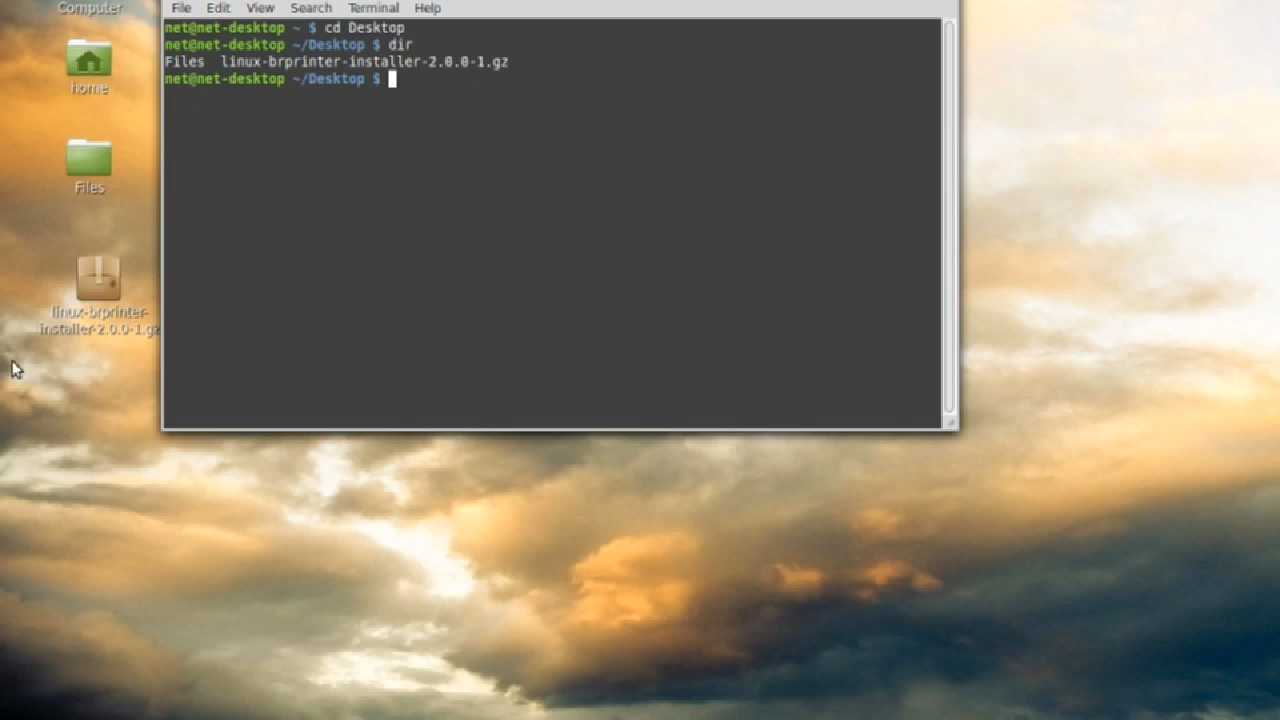 Computer
home
Files
linux-brprinter-
installer-2.0.0-1.gz
File Edit View Search Terminal Help
net@net-desktop ~ $ cd Desktop
net@net-desktop ~/Desktop $ dir
Files  linux-brprinter-installer-2.0.0-1.gz
net@net-desktop ~/Desktop $